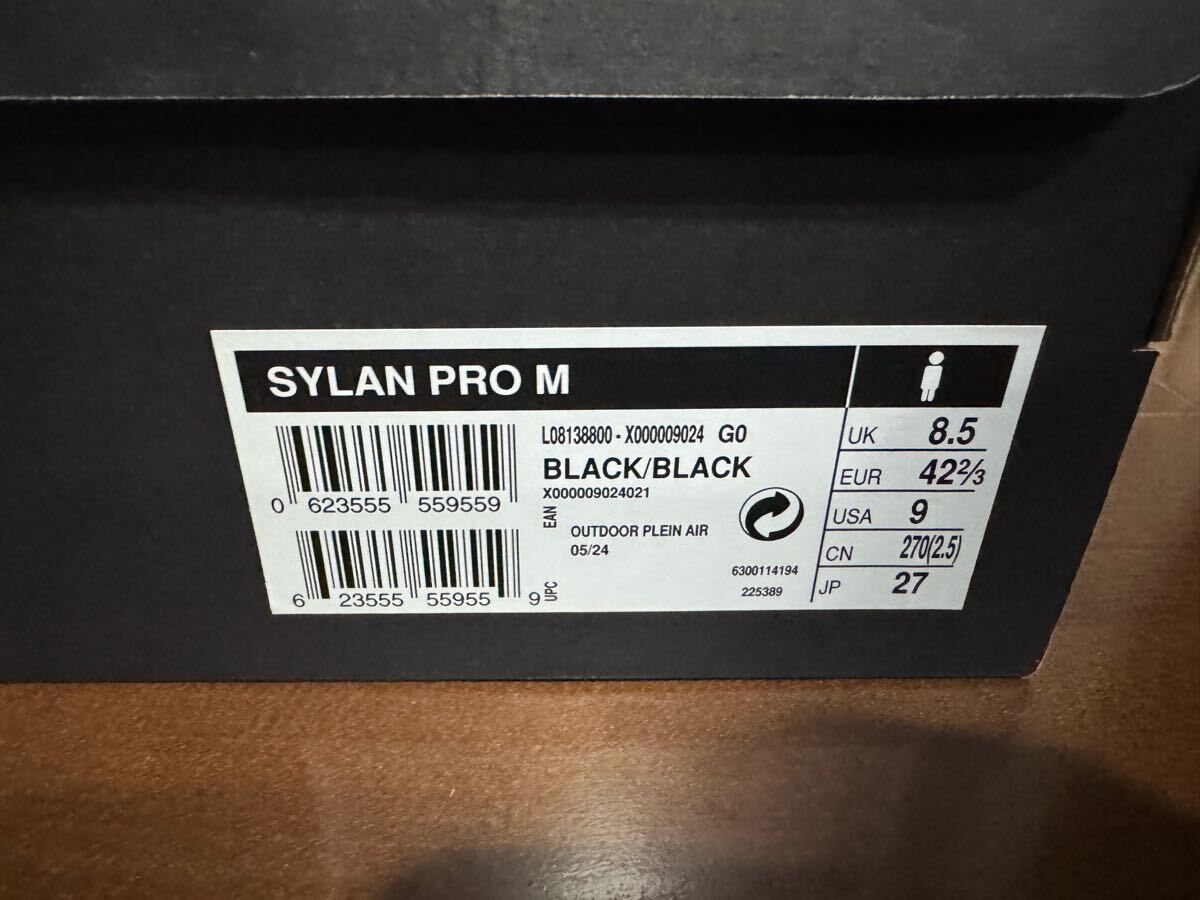 SYLAN PRO M
0 623555 559559
EAN
6 23555 55955 9
UPC
L08138800 - X000009024 G0
BLACK/BLACK
X000009024021
OUTDOOR PLEIN AIR
05/24
6300114194
225389
UK 8.5
EUR 42⅔
USA 9
CN 270(2.5)
JP 27